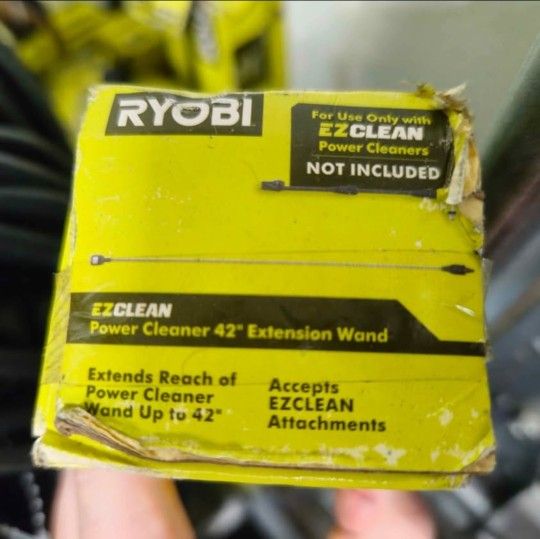 RYOBI
For Use Only with
EZCLEAN
Power Cleaners
NOT INCLUDED
EZCLEAN
Power Cleaner 42" Extension Wand
Extends Reach of
Power Cleaner
Wand Up to 42"
Accepts
EZCLEAN
Attachments